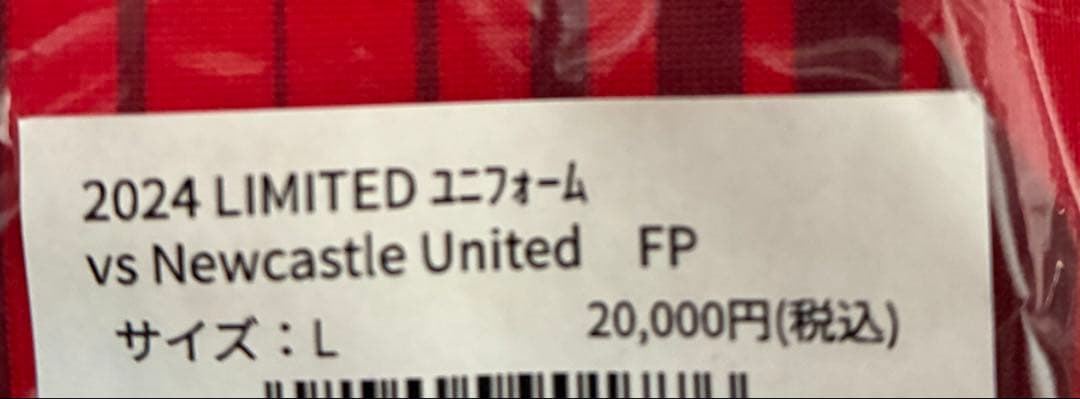 2024 LIMITED ﾕﾆﾌｫｰﾑ
vs Newcastle United　FP
サイズ：L　20,000円(税込)